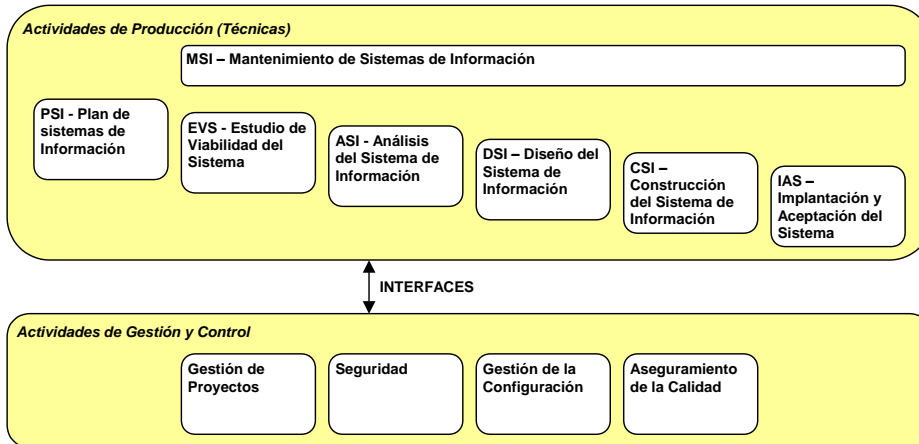 Actividades de Producción (Técnicas)
MSI – Mantenimiento de Sistemas de Información
PSI - Plan de
sistemas de
Información
EVS - Estudio de
Viabilidad del
Sistema
ASI - Análisis
del Sistema de
Información
DSI – Diseño del
Sistema de
Información
CSI –
Construcción
del Sistema de
Información
IAS –
Implantación y
Aceptación del
Sistema
INTERFACES
Actividades de Gestión y Control
Gestión de
Proyectos
Seguridad
Gestión de la
Configuración
Aseguramiento
de la Calidad